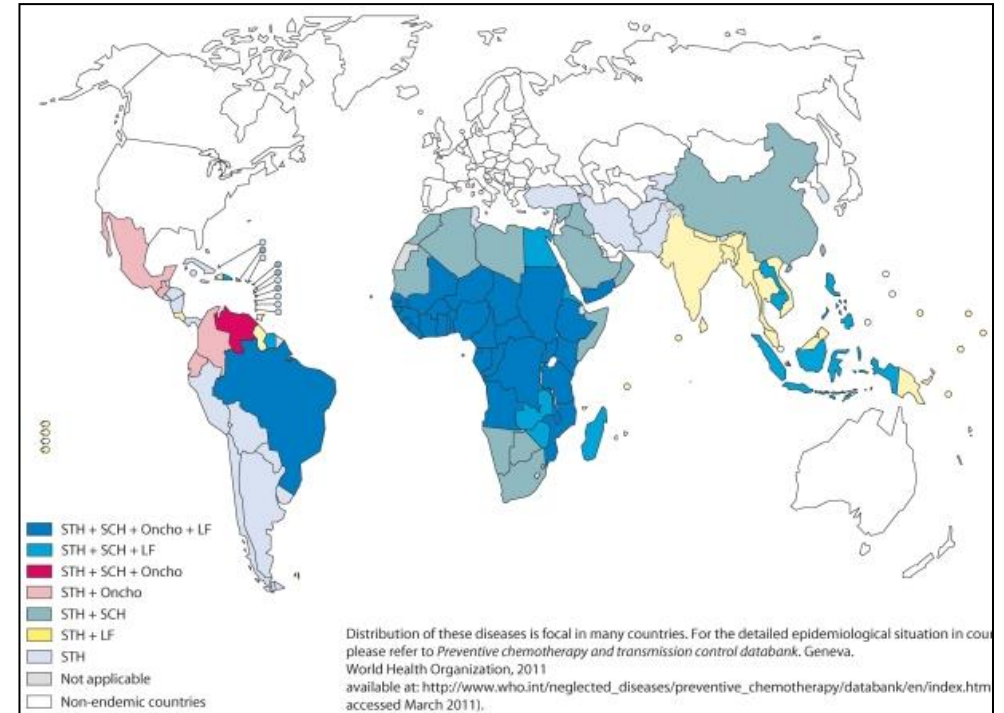 STH + SCH + Oncho + LF
STH + SCH + LF
STH + SCH + Oncho
STH + Oncho
STH + SCH
STH + LF
STH
Not applicable
Non-endemic countries
Distribution of these diseases is focal in many countries. For the detailed epidemiological situation in cour
please refer to Preventive chemotherapy and transmission control databank. Geneva.
World Health Organization, 2011
available at: http://www.who.int/neglected_diseases/preventive_chemotherapy/databank/en/index.htm
accessed March 2011).